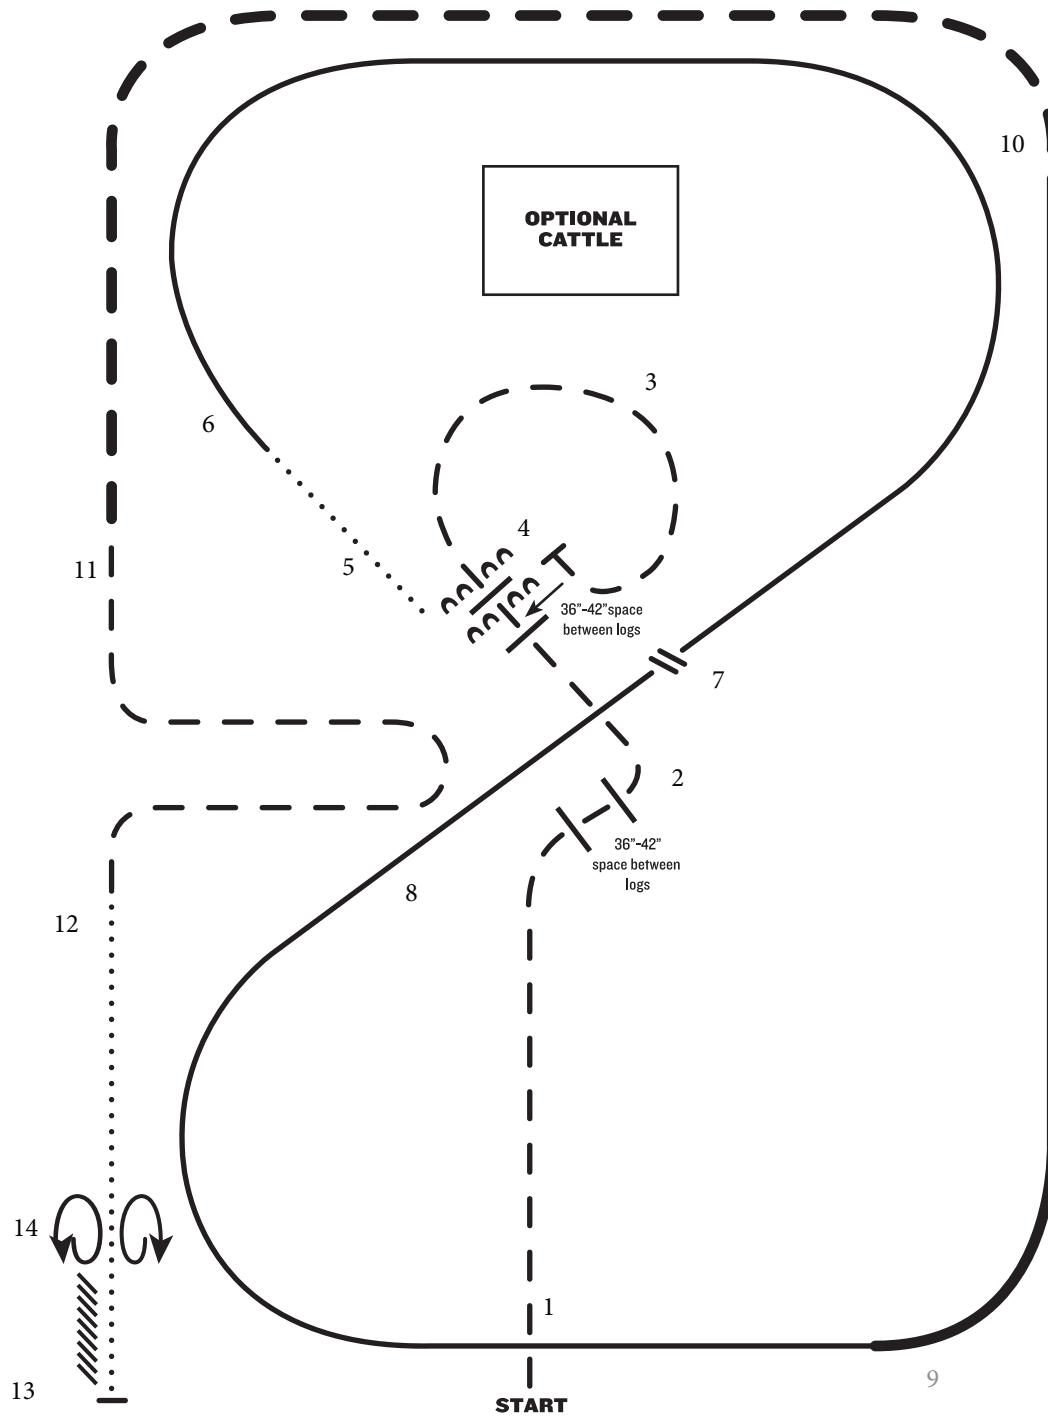 10
OPTIONAL
CATTLE
3
6
4
5
11
36”-42”space
between logs
7
2
36”-42”
space between
logs
8
12
14
1
9
13
START